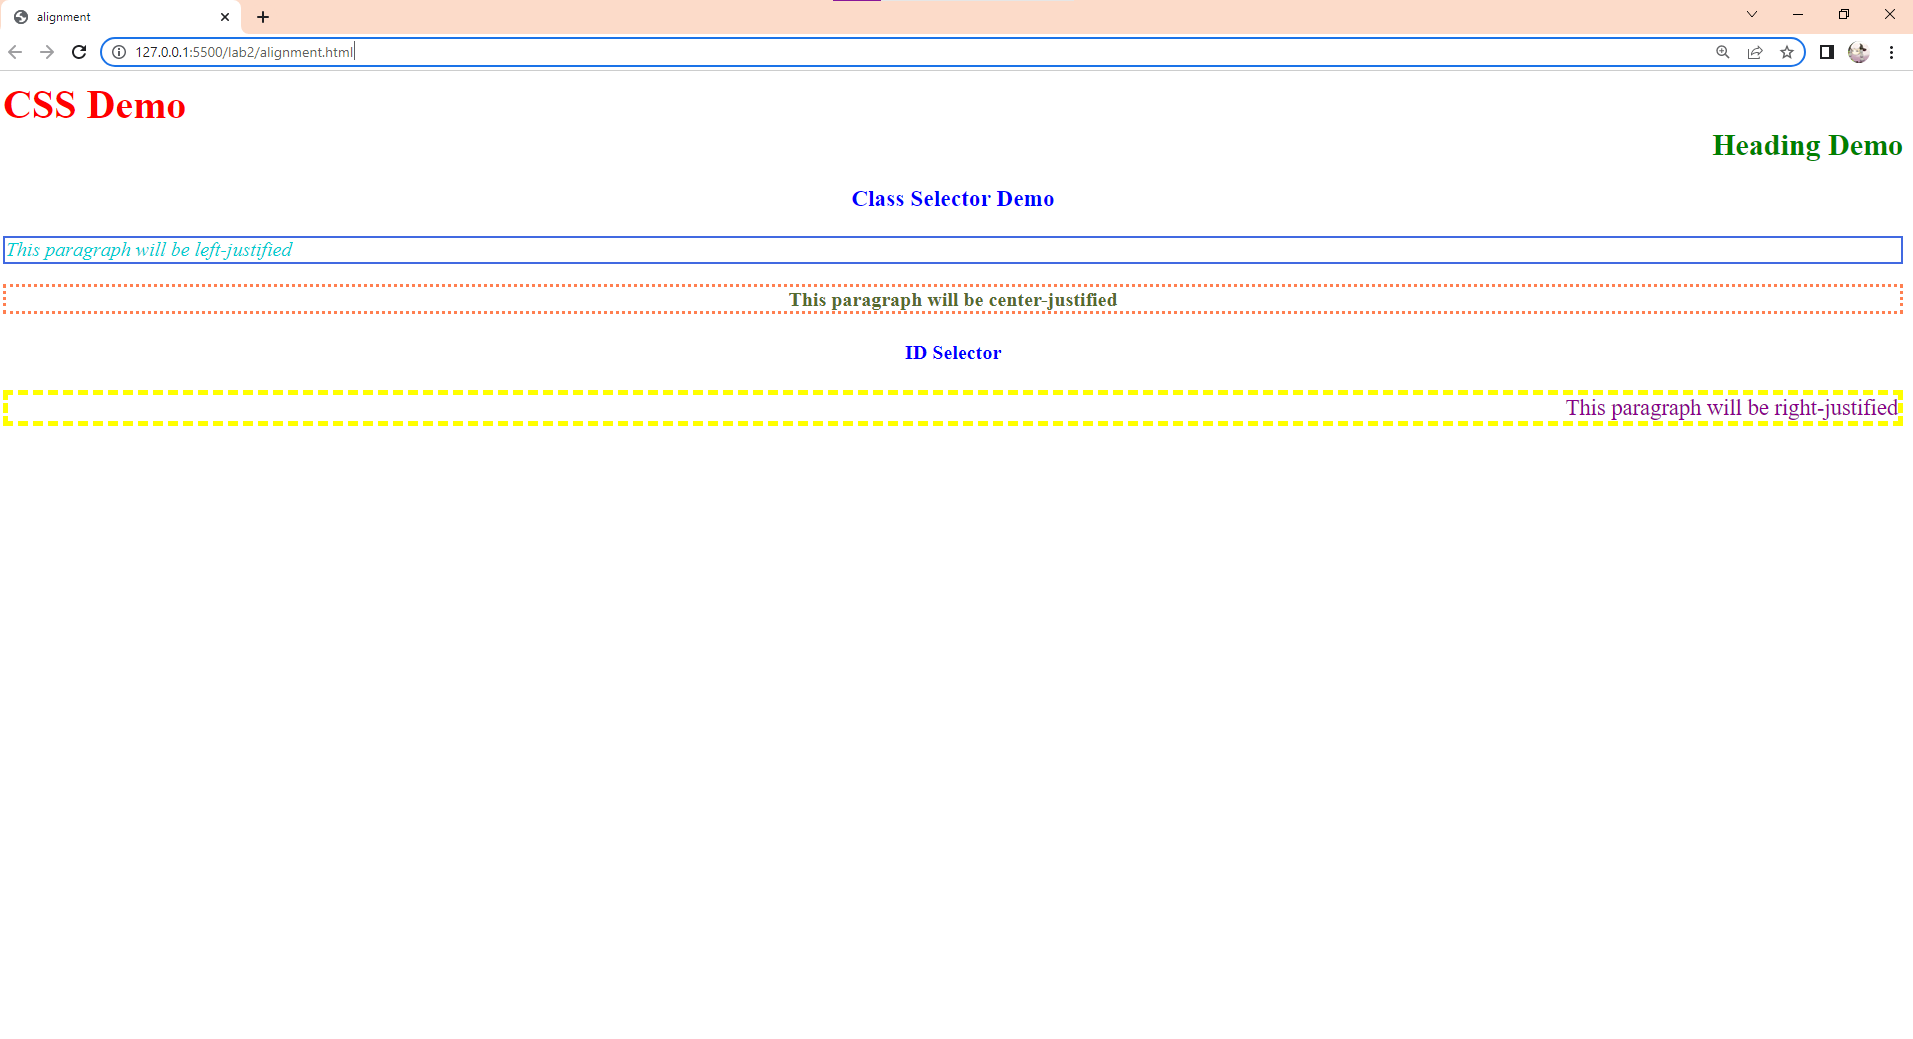 alignment
127.0.0.1:5500/lab2/alignment.html
CSS Demo
Heading Demo
Class Selector Demo
This paragraph will be left-justified
This paragraph will be center-justified
ID Selector
This paragraph will be right-justified